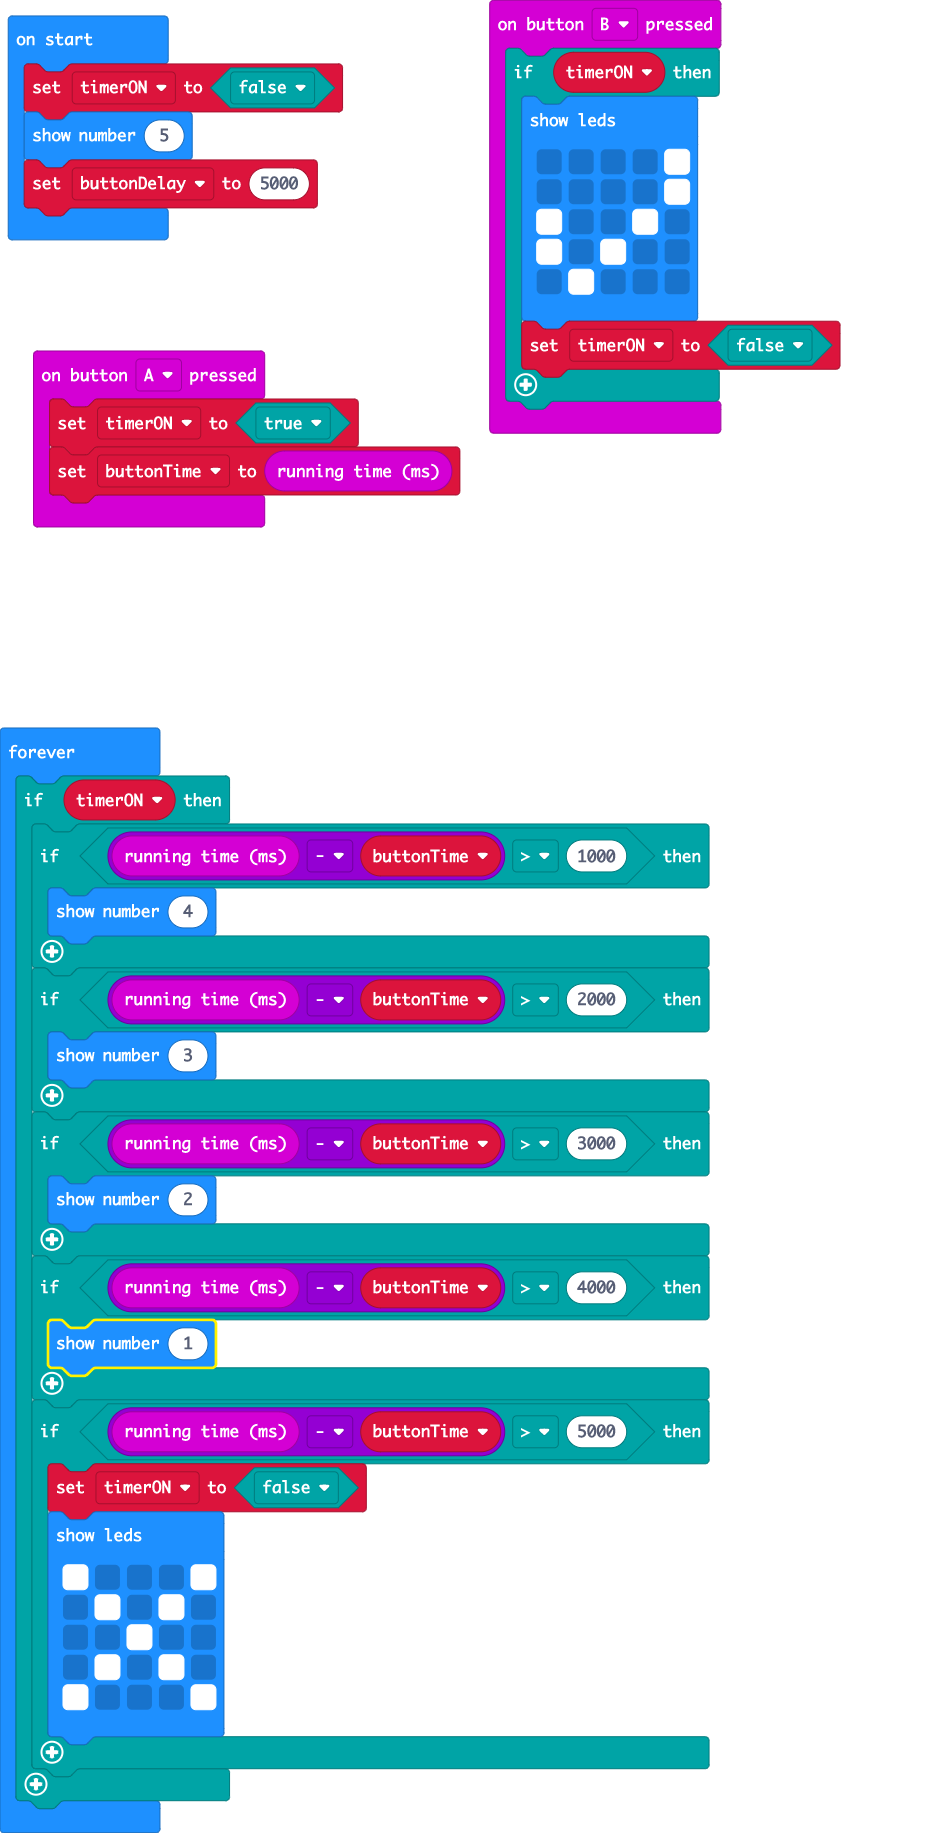 on start
set timerON to false
show number 5
set buttonDelay to 5000
on button A pressed
set timerON to true
set buttonTime to running time (ms)
on button B pressed
if timerON then
show leds
set timerON to false
forever
if timerON then
if running time (ms) - buttonTime > 1000 then
show number 4
if running time (ms) - buttonTime > 2000 then
show number 3
if running time (ms) - buttonTime > 3000 then
show number 2
if running time (ms) - buttonTime > 4000 then
show number 1
if running time (ms) - buttonTime > 5000 then
set timerON to false
show leds